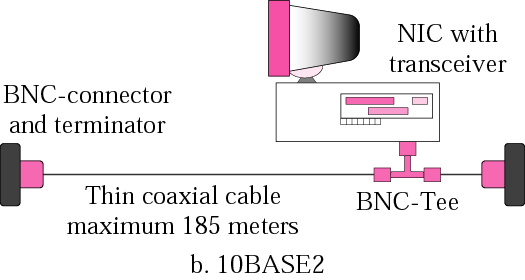 NIC with
transceiver
BNC-connector
and terminator
Thin coaxial cable
maximum 185 meters
BNC-Tee
b. 10BASE2